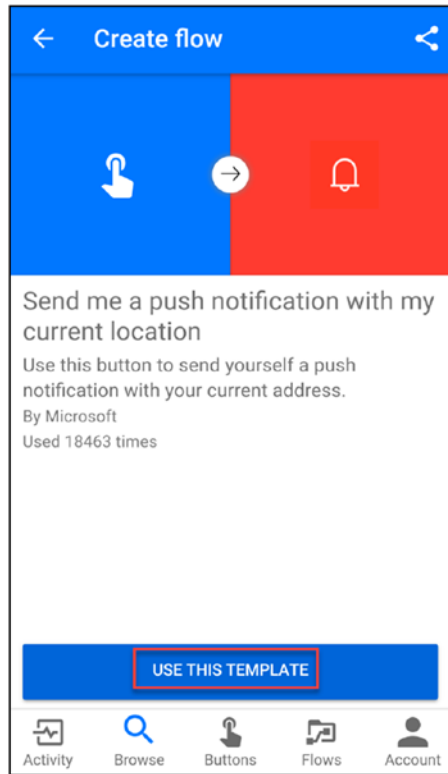 Create flow
Send me a push notification with my
current location
Use this button to send yourself a push
notification with your current address.
By Microsoft
Used 18463 times
USE THIS TEMPLATE
Activity
Browse
Buttons
Flows
Account